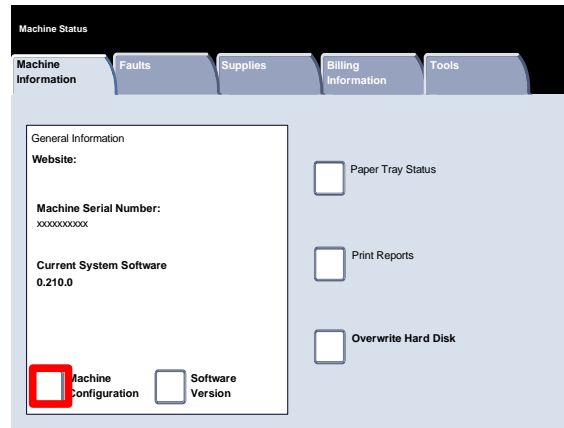 Machine Status
Machine Information
Faults
Supplies
Billing Information
Tools
General Information
Website:
Machine Serial Number:
xxxxxxxxxx
Current System Software
0.210.0
Machine Configuration
Software Version
Paper Tray Status
Print Reports
Overwrite Hard Disk